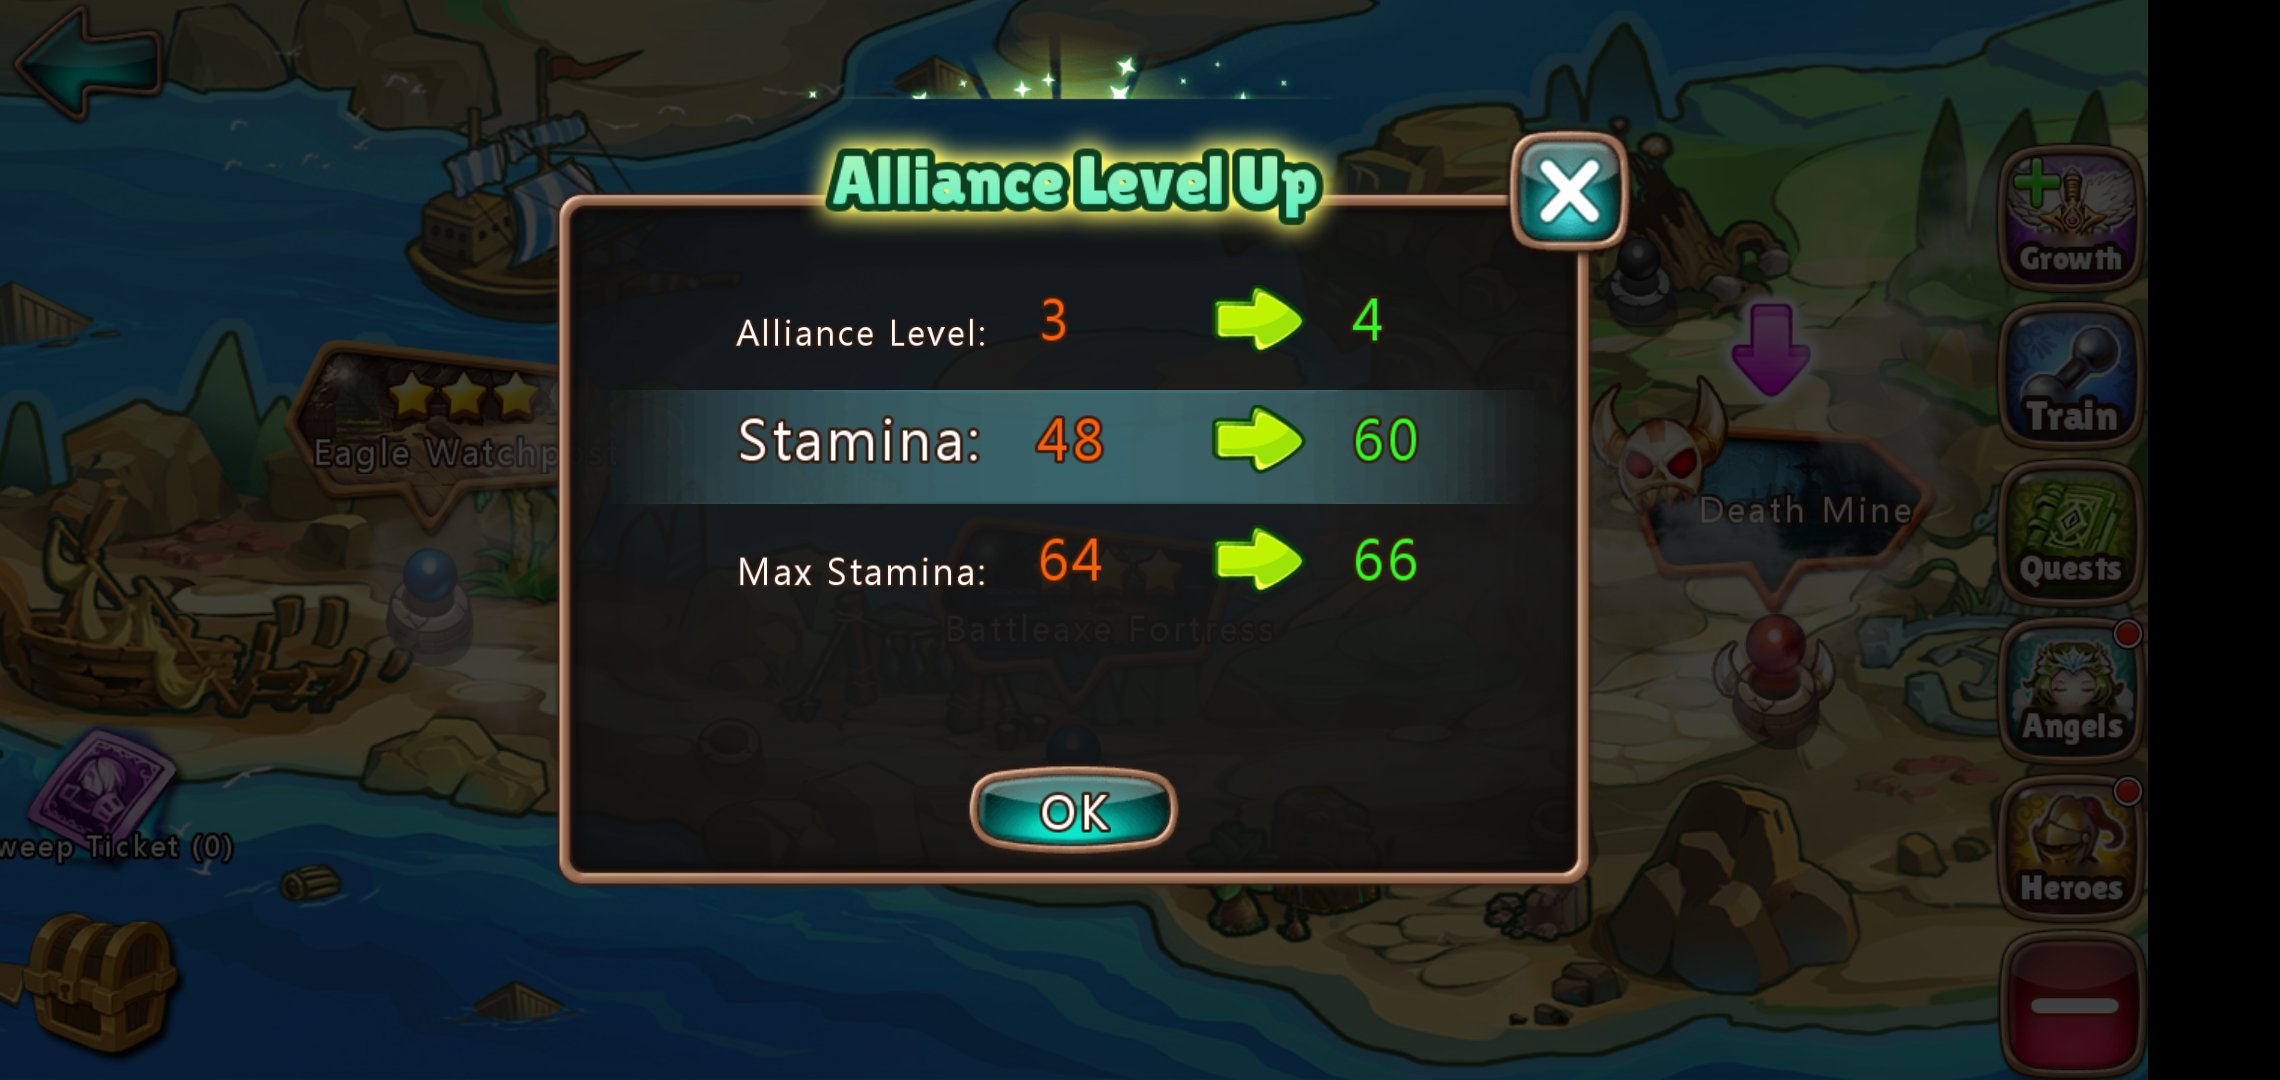 Alliance Level Up
Alliance Level: 3 4
Stamina: 48 60
Max Stamina: 64 66
OK
Eagle Watchpost
Battleaxe Fortress
Death Mine
weep Ticket (0)
Growth
Train
Quests
Angels
Heroes